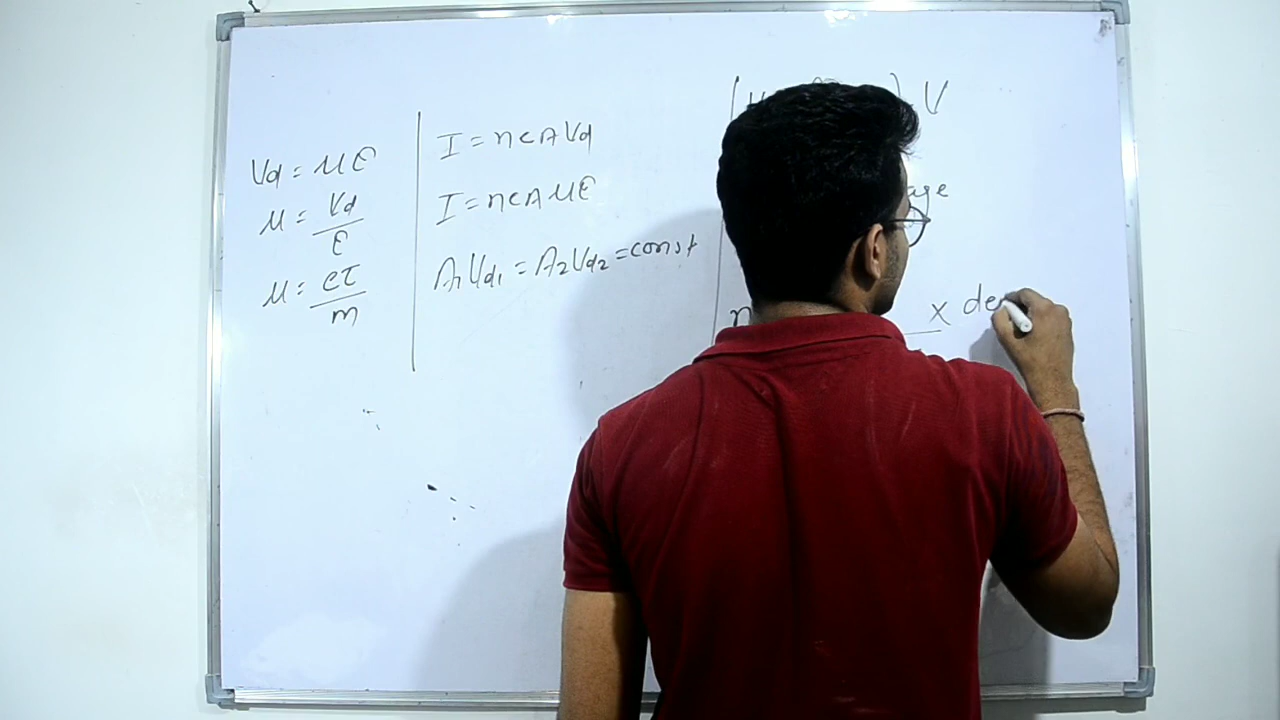 Vd = μE
μ = Vd / E
μ = eτ / m
I = neAVd
I = neAμE
A₁Vd₁ = A₂Vd₂ = const
V
age
n
x de